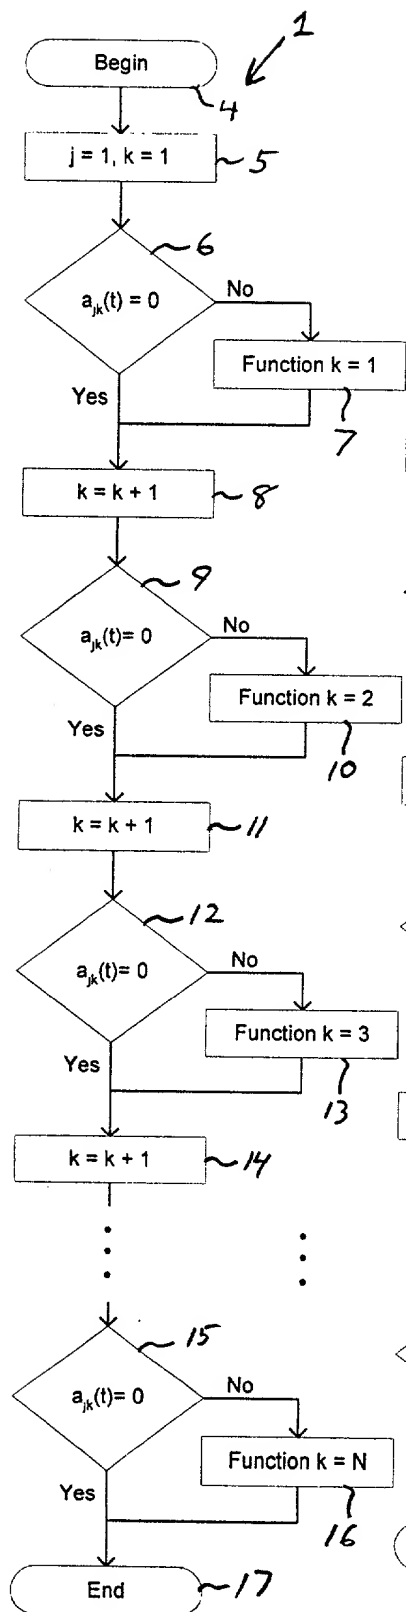 1
Begin
4
j = 1, k = 1
5
6
a_jk(t) = 0
No
Function k = 1
7
Yes
k = k + 1
8
9
a_jk(t)= 0
No
Function k = 2
10
Yes
k = k + 1
11
12
a_jk(t)= 0
No
Function k = 3
13
Yes
k = k + 1
14
15
a_jk(t)= 0
No
Function k = N
16
Yes
End
17